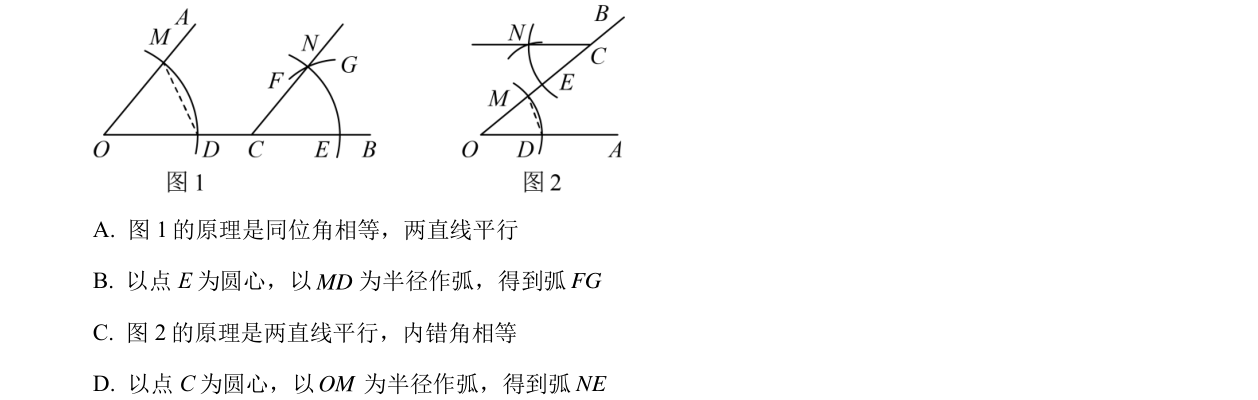 A
M
N
F
G
O
D
C
E
B
图 1
B
N
C
E
M
O
D
A
图 2
A. 图 1 的原理是同位角相等，两直线平行
B. 以点 E 为圆心，以 MD 为半径作弧，得到弧 FG
C. 图 2 的原理是两直线平行，内错角相等
D. 以点 C 为圆心，以 OM 为半径作弧，得到弧 NE